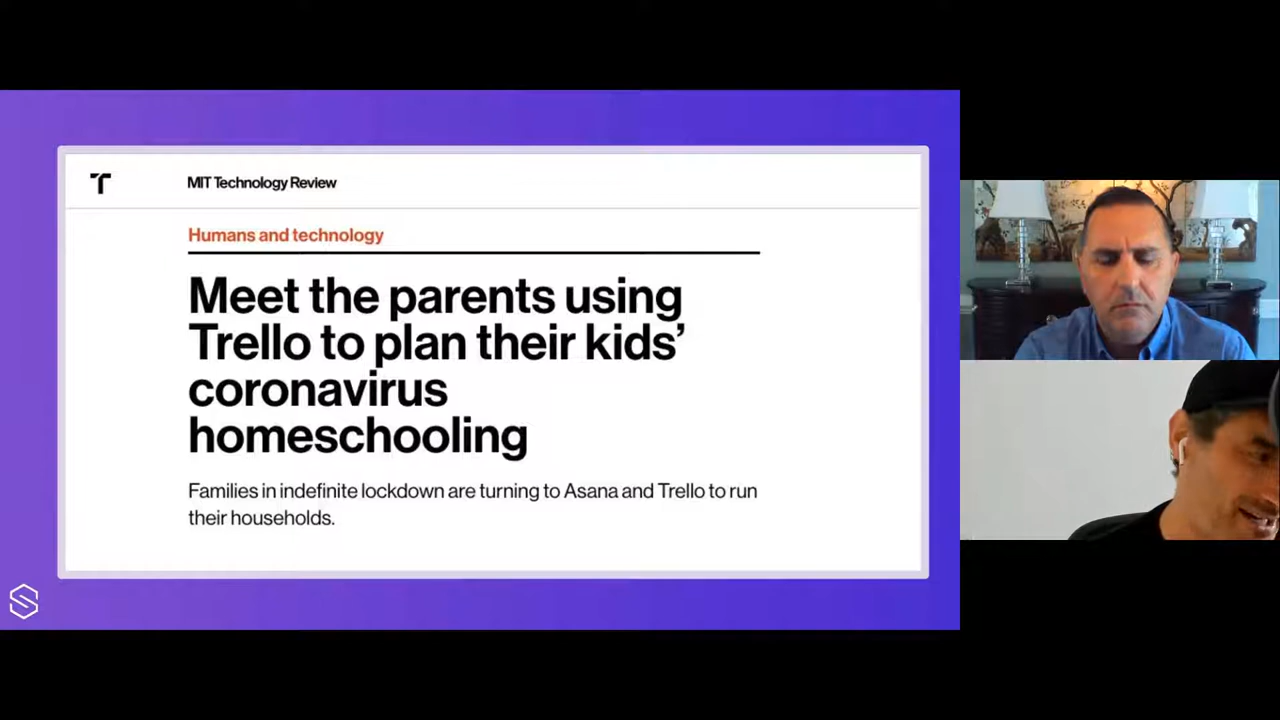 MIT Technology Review
Humans and technology
Meet the parents using
Trello to plan their kids’
coronavirus
homeschooling
Families in indefinite lockdown are turning to Asana and Trello to run
their households.